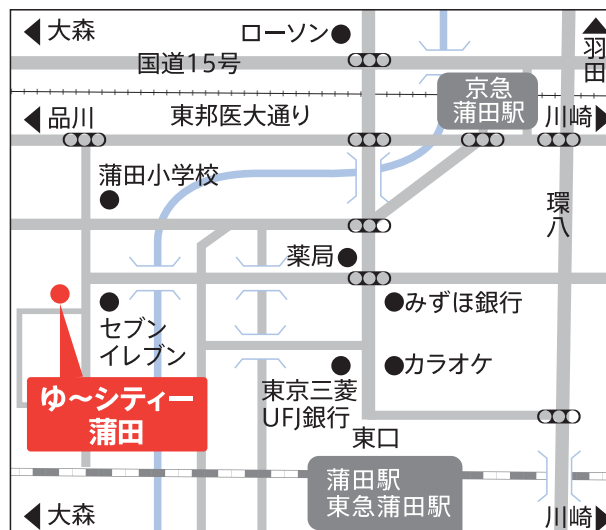 大森
ローソン
羽田
国道15号
京急
蒲田駅
品川
東邦医大通り
川崎
蒲田小学校
環八
薬局
みずほ銀行
セブン
イレブン
カラオケ
ゆ〜シティー
蒲田
東京三菱
UFJ銀行
東口
蒲田駅
東急蒲田駅
大森
川崎